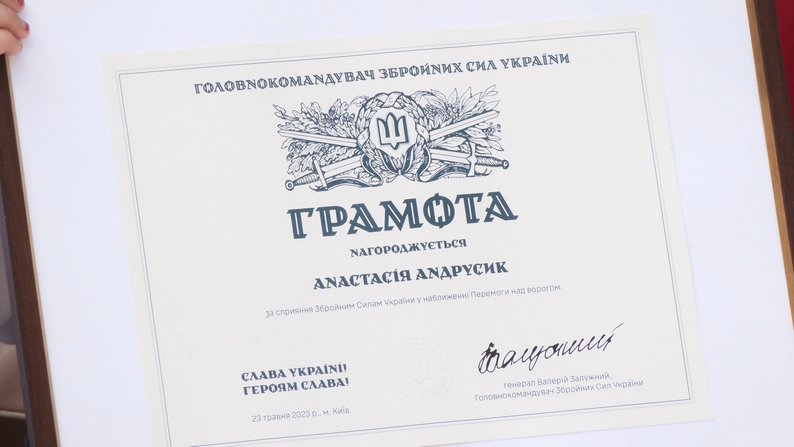 ГОЛОВНОКОМАНДУВАЧ ЗБРОЙНИХ СИЛ УКРАЇНИ
ГРАМОТА
НАГОРОДЖУЄТЬСЯ
АНАСТАСІЯ АНДРУСИК
за сприяння Збройним Силам України у наближенні Перемоги над ворогом,
СЛАВА УКРАЇНІ!
ГЕРОЯМ СЛАВА!
23 травня 2023 р., м. Київ
генерал Валерій Залужний,
Головнокомандувач Збройних Сил України